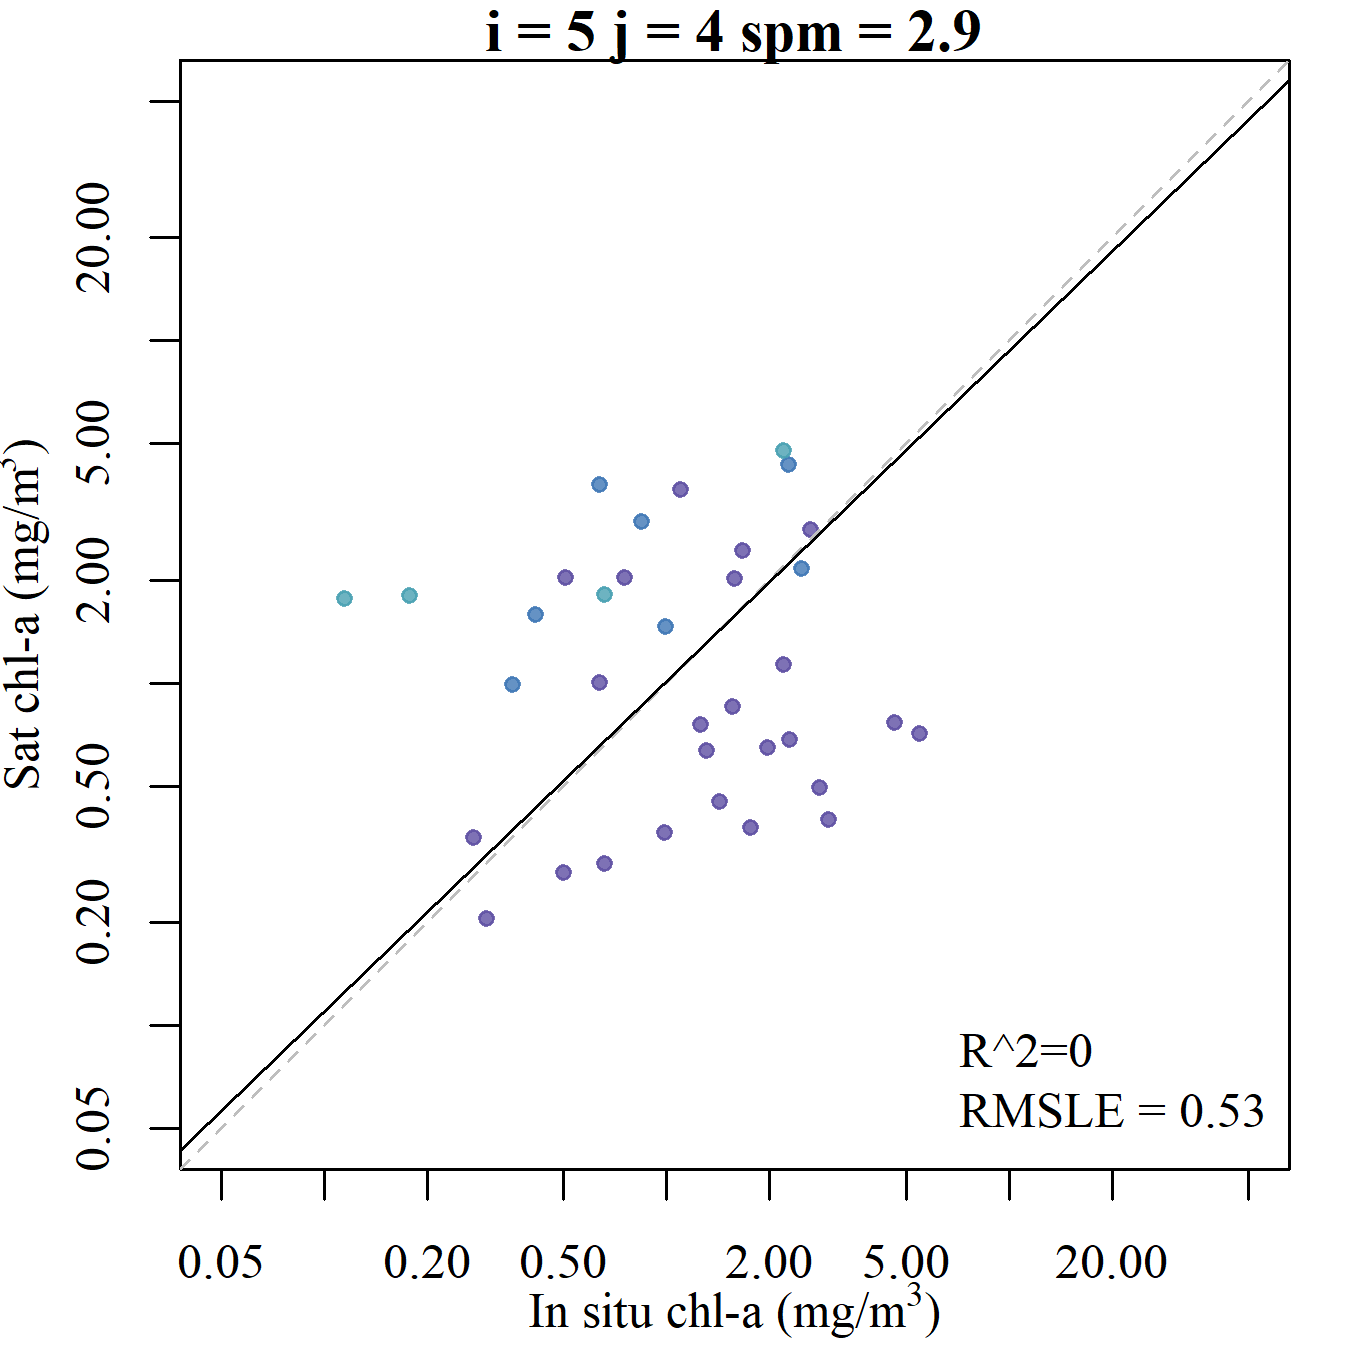 i = 5 j = 4 spm = 2.9
Sat chl-a (mg/m³)
20.00
5.00
2.00
0.50
0.20
0.05
R^2=0
RMSLE = 0.53
0.05 0.20 0.50 2.00 5.00 20.00
In situ chl-a (mg/m³)